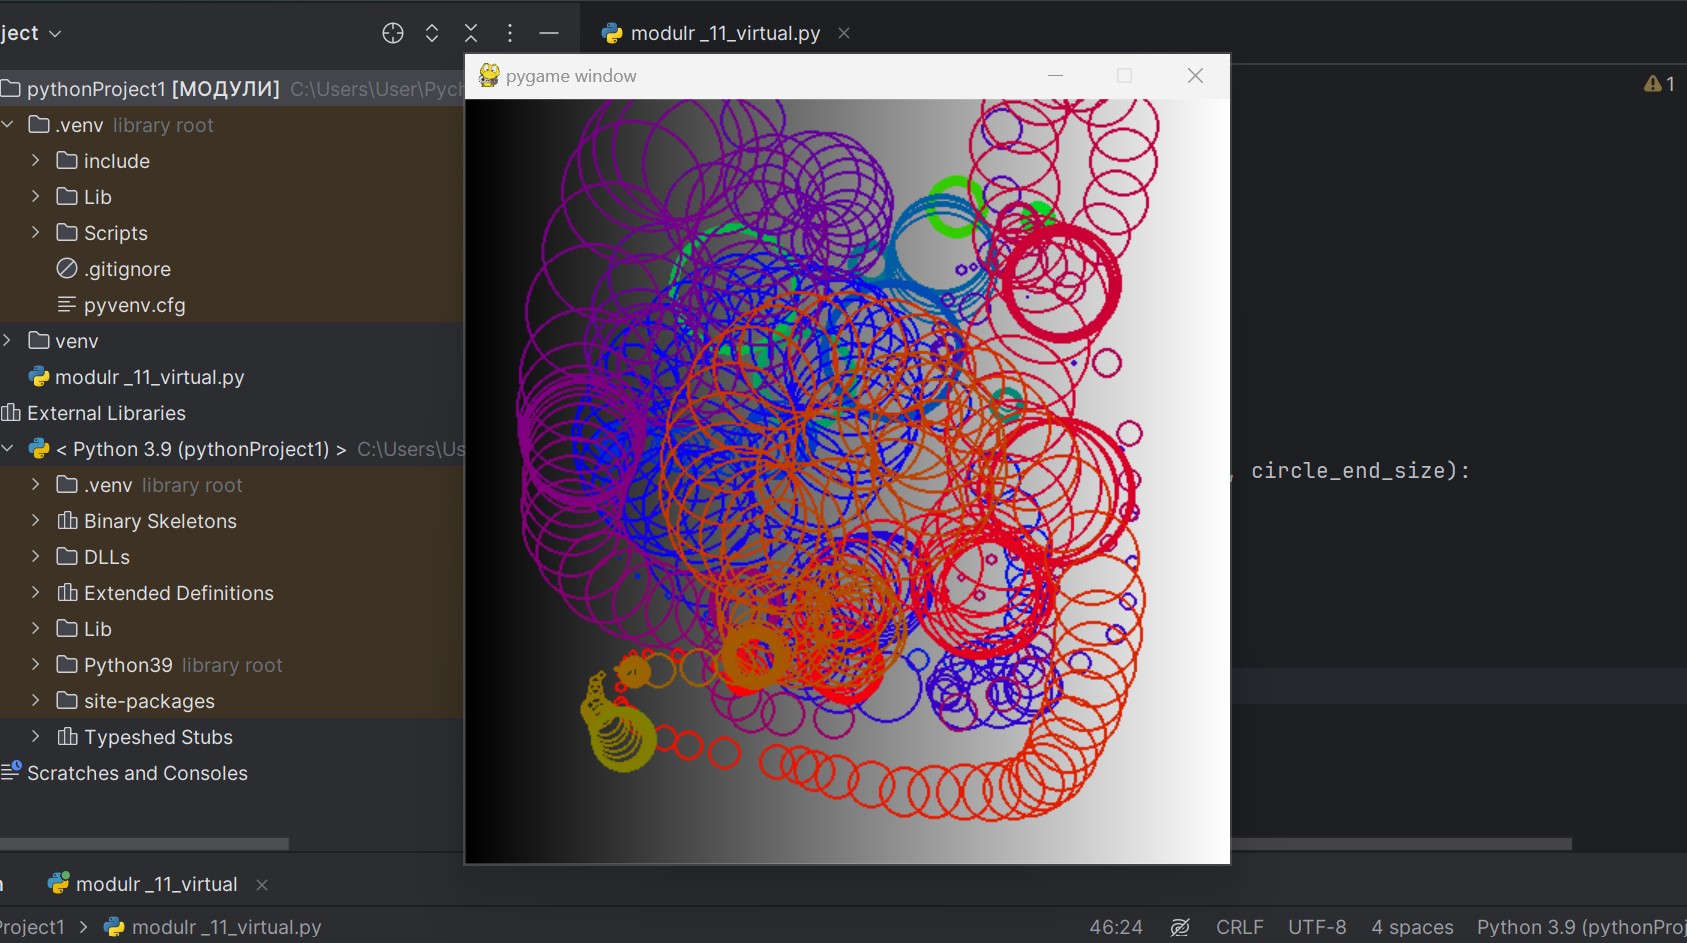 ject
modulr _11_virtual.py
pygame window
pythonProject1 [МОДУЛИ] C:\Users\User\Pych
1
.venv library root
include
Lib
Scripts
.gitignore
pyvenv.cfg
venv
modulr _11_virtual.py
External Libraries
< Python 3.9 (pythonProject1) > C:\Users\Us
, circle_end_size):
.venv library root
Binary Skeletons
DLLs
Extended Definitions
Lib
Python39 library root
site-packages
Typeshed Stubs
Scratches and Consoles
modulr _11_virtual
Project1 > modulr _11_virtual.py
46:24 CRLF UTF-8 4 spaces Python 3.9 (pythonProj